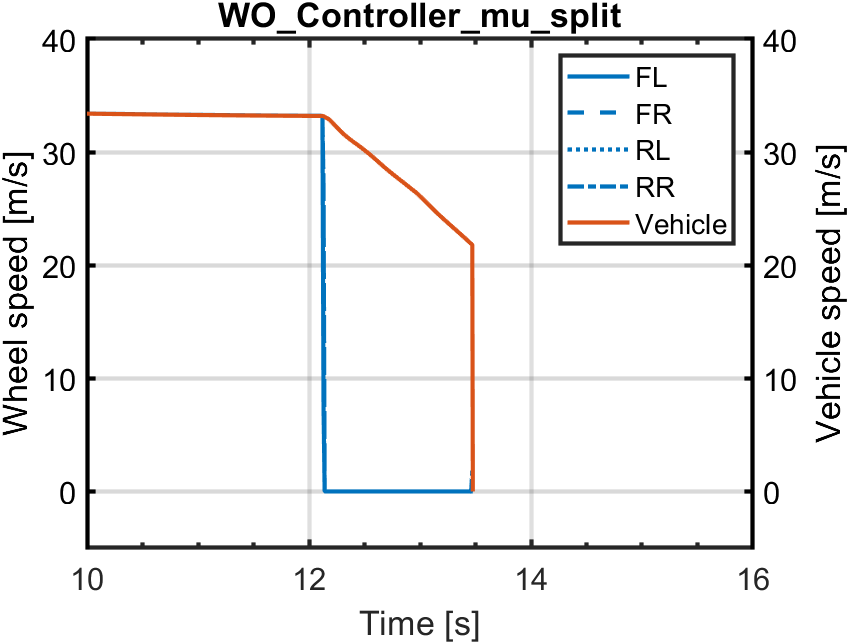 WO_Controller_mu_split
Wheel speed [m/s]
40
30
20
10
0
FL
FR
RL
RR
Vehicle
40
30
20
10
0
Vehicle speed [m/s]
10 12 14 16
Time [s]